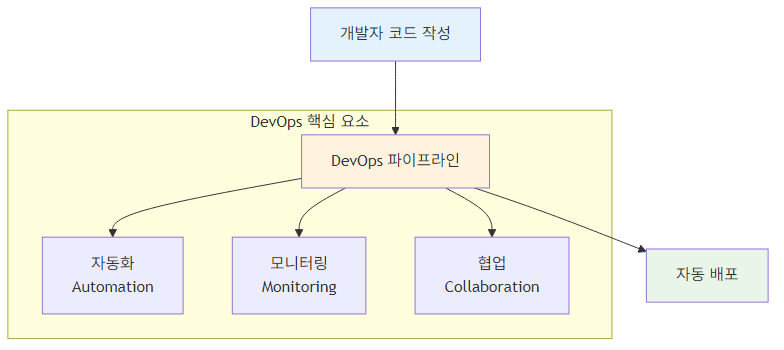 개발자 코드 작성
DevOps 핵심 요소
DevOps 파이프라인
자동화
Automation
모니터링
Monitoring
협업
Collaboration
자동 배포